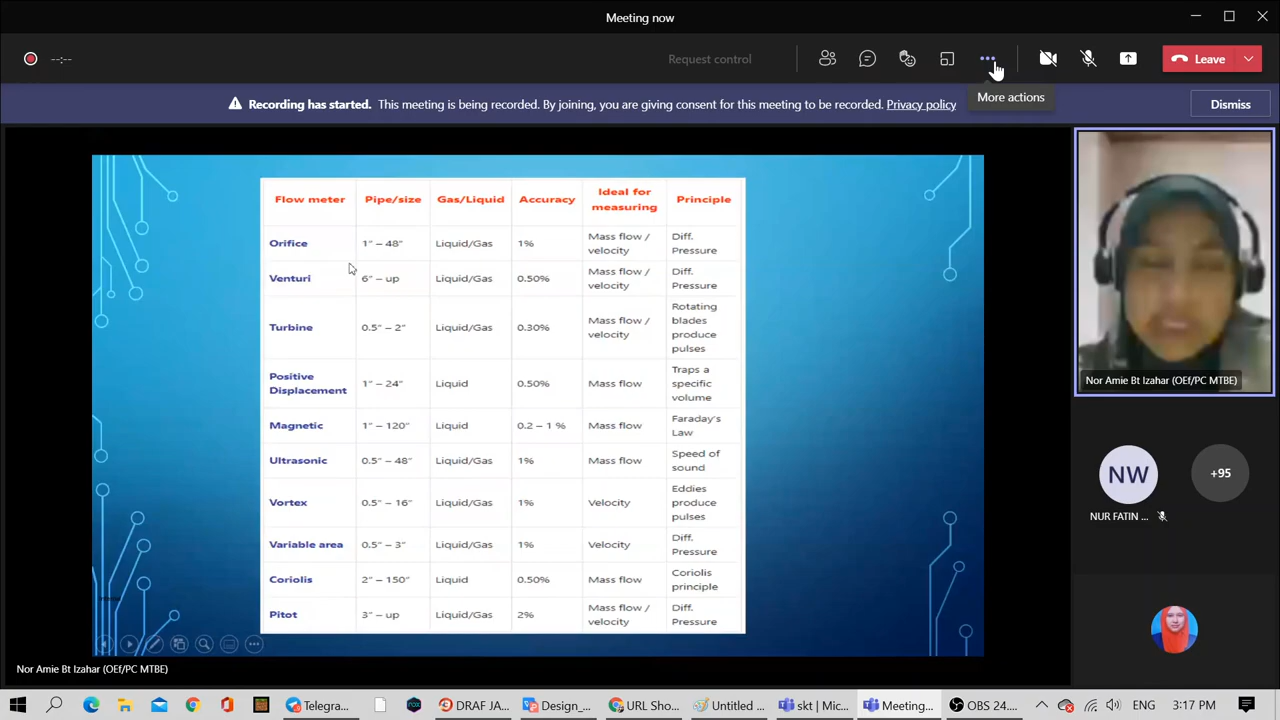 Meeting now
--:--
Request control
Leave
Recording has started. This meeting is being recorded. By joining, you are giving consent for this meeting to be recorded. Privacy policy
More actions
Dismiss
Flow meter Pipe/size Gas/Liquid Accuracy Ideal for measuring Principle
Orifice 1" – 48" Liquid/Gas 1% Mass flow / velocity Diff. Pressure
Venturi 6" – up Liquid/Gas 0.50% Mass flow / velocity Diff. Pressure
Turbine 0.5" – 2" Liquid/Gas 0.30% Mass flow / velocity Rotating blades produce pulses
Positive Displacement 1" – 24" Liquid 0.50% Mass flow Traps a specific volume
Magnetic 1" – 120" Liquid 0.2 – 1 % Mass flow Faraday's Law
Ultrasonic 0.5" – 48" Liquid/Gas 1% Mass flow Speed of sound
Vortex 0.5" – 16" Liquid/Gas 1% Velocity Eddies produce pulses
Variable area 0.5" – 3" Liquid/Gas 1% Velocity Diff. Pressure
Coriolis 2" – 150" Liquid 0.50% Mass flow Coriolis principle
Pitot 3" – up Liquid/Gas 2% Mass flow / velocity Diff. Pressure
Nor Amie Bt Izahar (OEf/PC MTBE)
NW
+95
NUR FATIN ...
Nor Amie Bt Izahar (OEf/PC MTBE)
Telegra...
DRAF JA...
Design_...
URL Sho...
Untitled ...
skt | Mic...
Meeting...
OBS 24....
ENG
3:17 PM